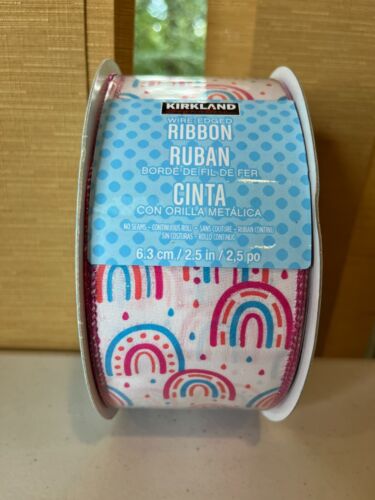 KIRKLAND
WIRE EDGED
RIBBON
RUBAN
BORDÉ DE FIL DE FER
CINTA
CON ORILLA METÁLICA
NO SEAMS - CONTINUOUS ROLL - SANS COUTURE - RUBAN CONTINU
SIN COSTURAS - ROLLO CONTINUO
6.3 cm / 2.5 in / 2,5 po